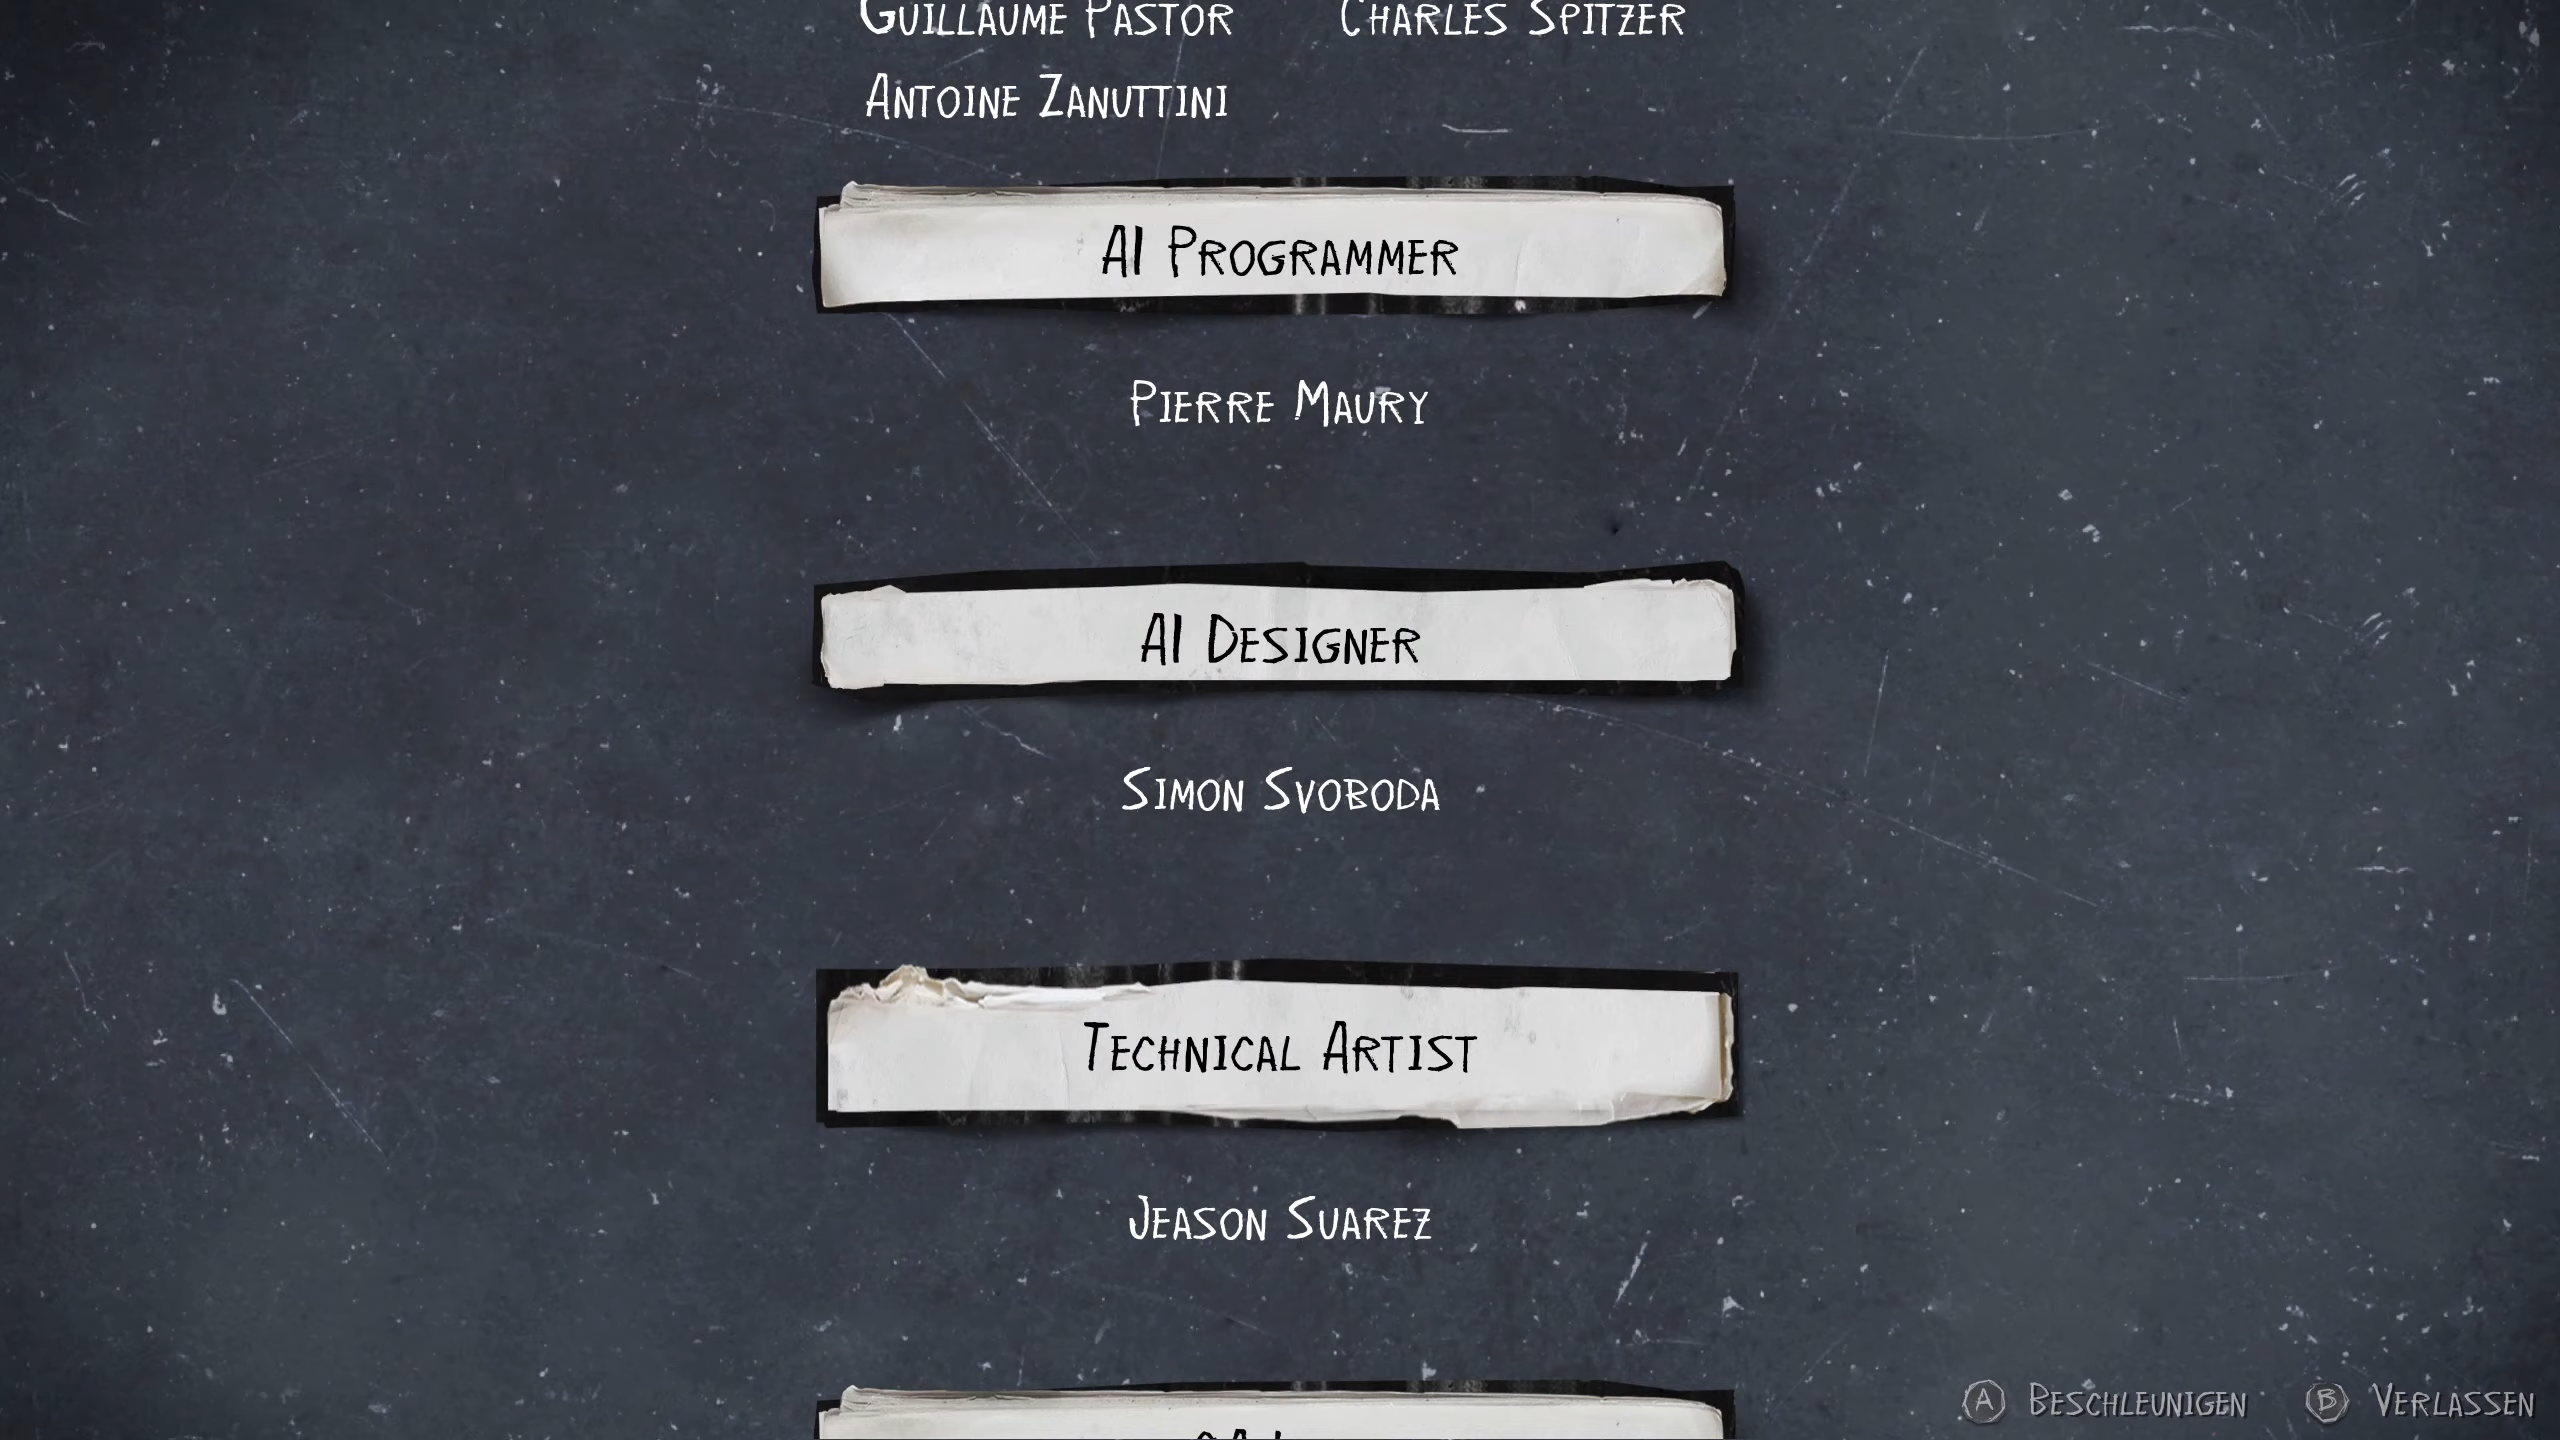 Guillaume Pastor Charles Spitzer
Antoine Zanuttini
AI Programmer
Pierre Maury
AI Designer
Simon Svoboda
Technical Artist
Jeason Suarez
A Beschleunigen B Verlassen